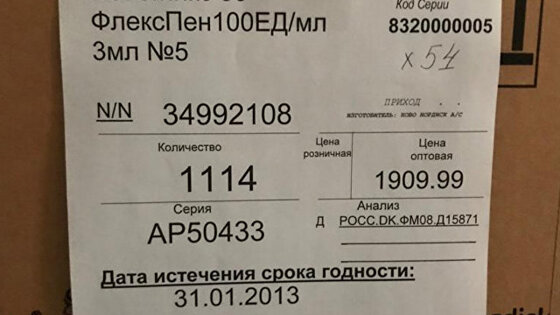 Код Серии
ФлексПен100ЕД/мл
8320000005
3мл №5
x 54
N/N 34992108
ПРИХОД . .
ИЗГОТОВИТЕЛЬ: НОВО НОРДИСК А/С
Количество
Цена розничная
Цена оптовая
1114
1909.99
Серия
Анализ
АР50433
Д РОСС.DK.ФМ08.Д15871
Дата истечения срока годности:
31.01.2013